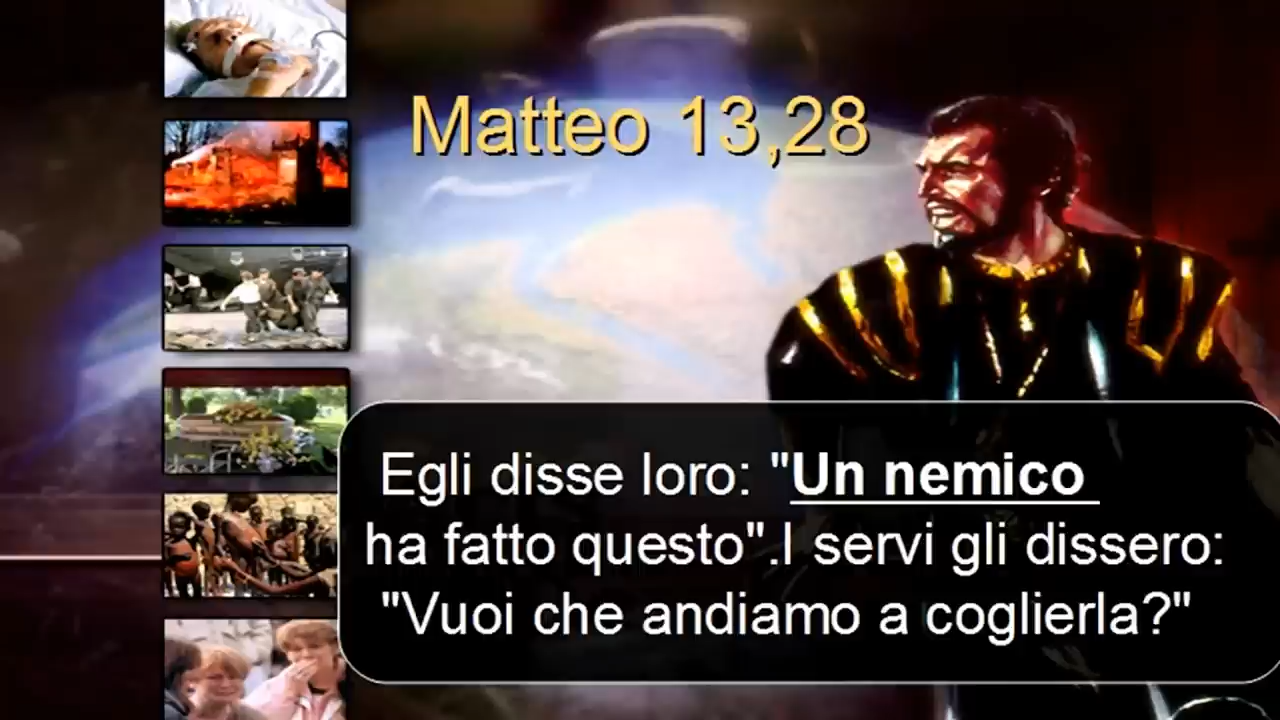 Matteo 13,28
Egli disse loro: "Un nemico
ha fatto questo".I servi gli dissero:
"Vuoi che andiamo a coglierla?"